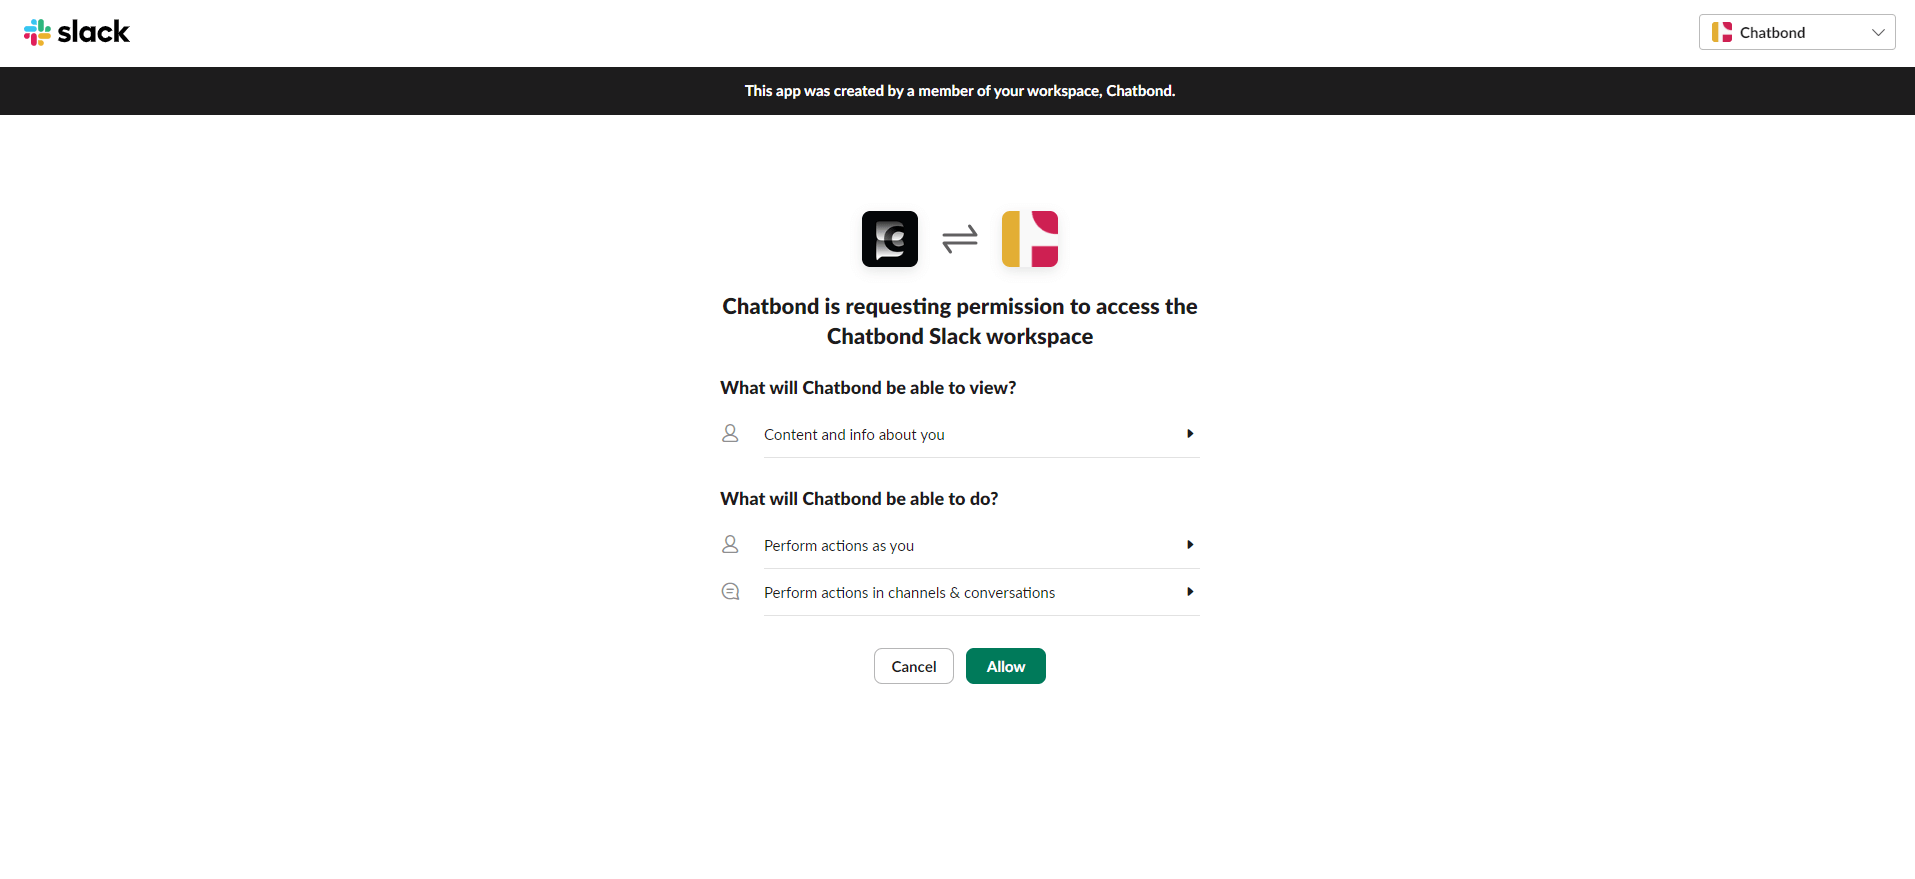 slack
Chatbond
This app was created by a member of your workspace, Chatbond.
Chatbond is requesting permission to access the
Chatbond Slack workspace
What will Chatbond be able to view?
Content and info about you
What will Chatbond be able to do?
Perform actions as you
Perform actions in channels & conversations
Cancel
Allow